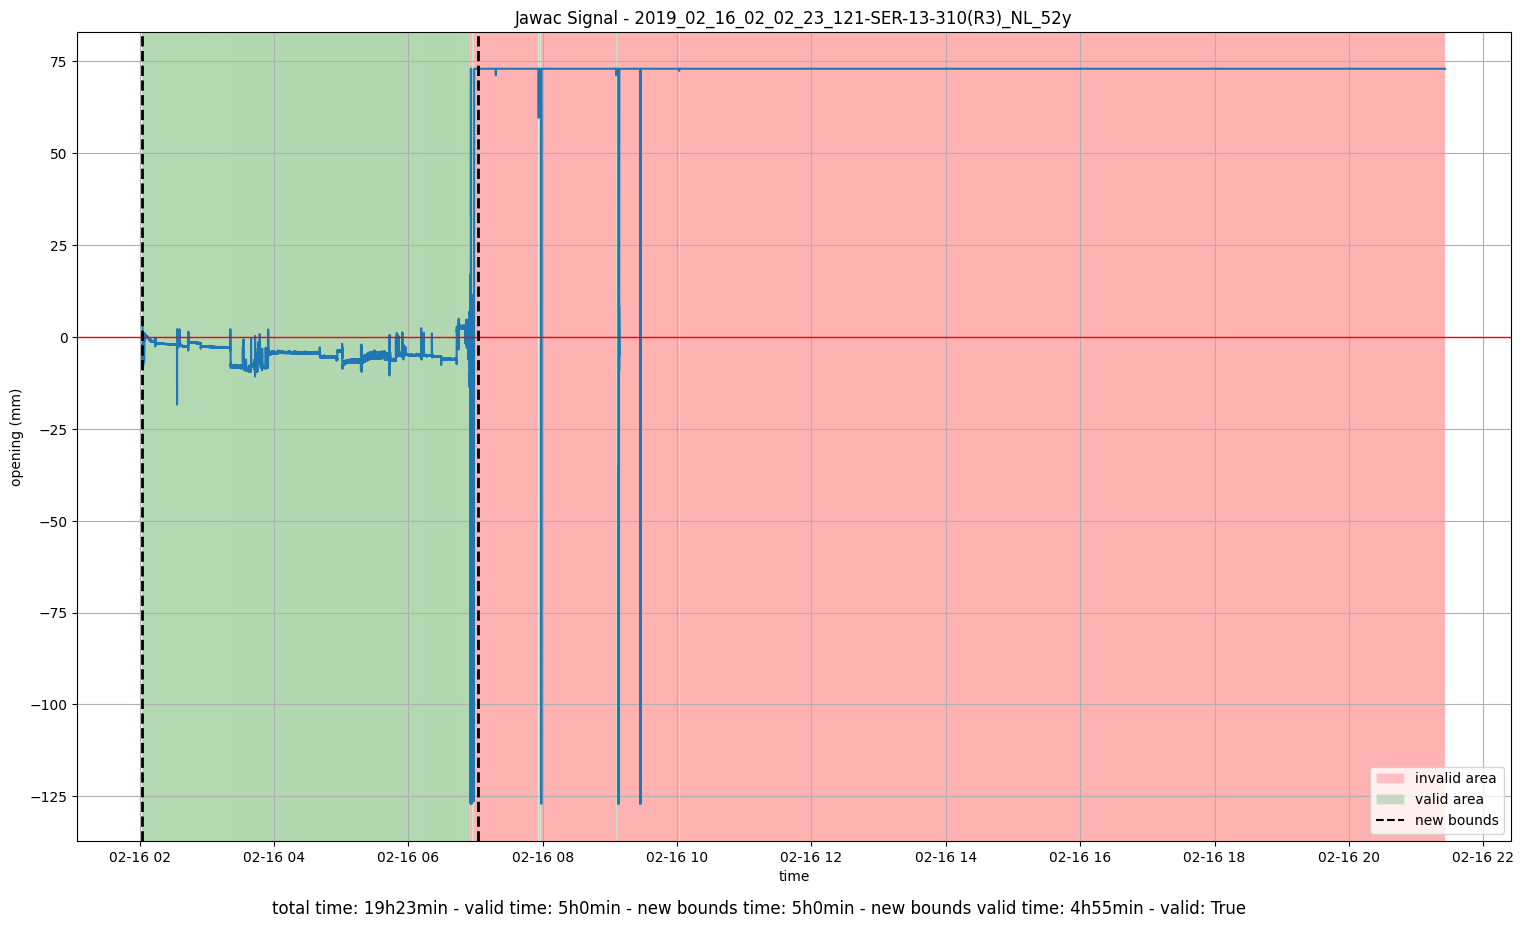 Jawac Signal - 2019_02_16_02_02_23_121-SER-13-310(R3)_NL_52y
75
50
25
0
−25
−50
−75
−100
−125
opening (mm)
02-16 02
02-16 04
02-16 06
02-16 08
02-16 10
02-16 12
02-16 14
02-16 16
02-16 18
02-16 20
02-16 22
time
invalid area
valid area
new bounds
total time: 19h23min - valid time: 5h0min - new bounds time: 5h0min - new bounds valid time: 4h55min - valid: True